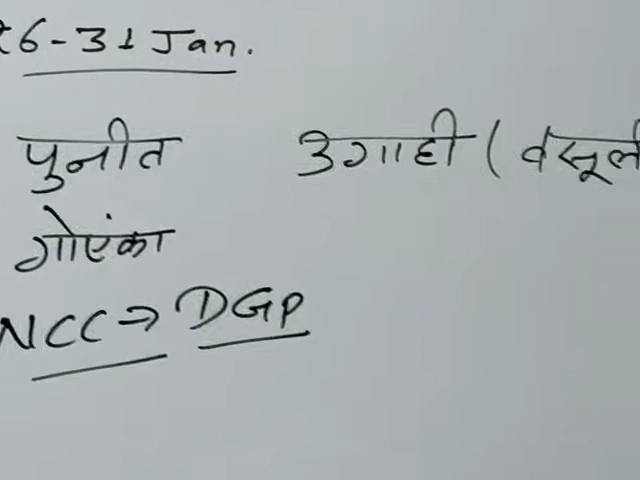 26-31 Jan.
पुनीत उगाही (वसूली
गोएंका
NCC → DGP